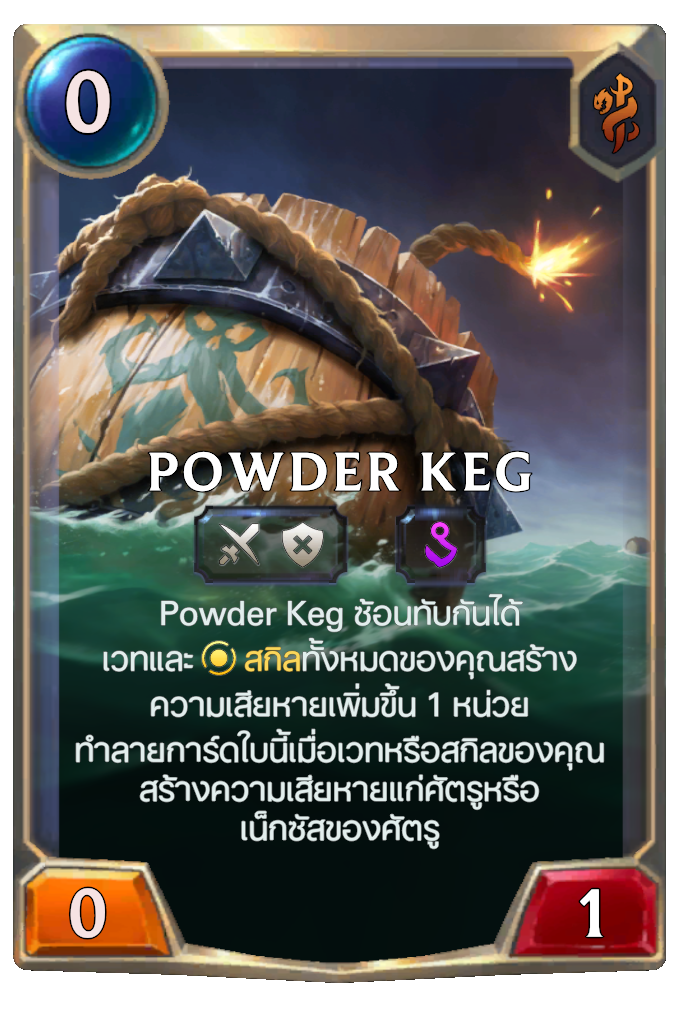 0
POWDER KEG
Powder Keg ซ้อนทับกันได้
เวทและ สกิลทั้งหมดของคุณสร้าง
ความเสียหายเพิ่มขึ้น 1 หน่วย
ทำลายการ์ดใบนี้เมื่อเวทหรือสกิลของคุณ
สร้างความเสียหายแก่ศัตรูหรือ
เน็กซัสของศัตรู
0
1